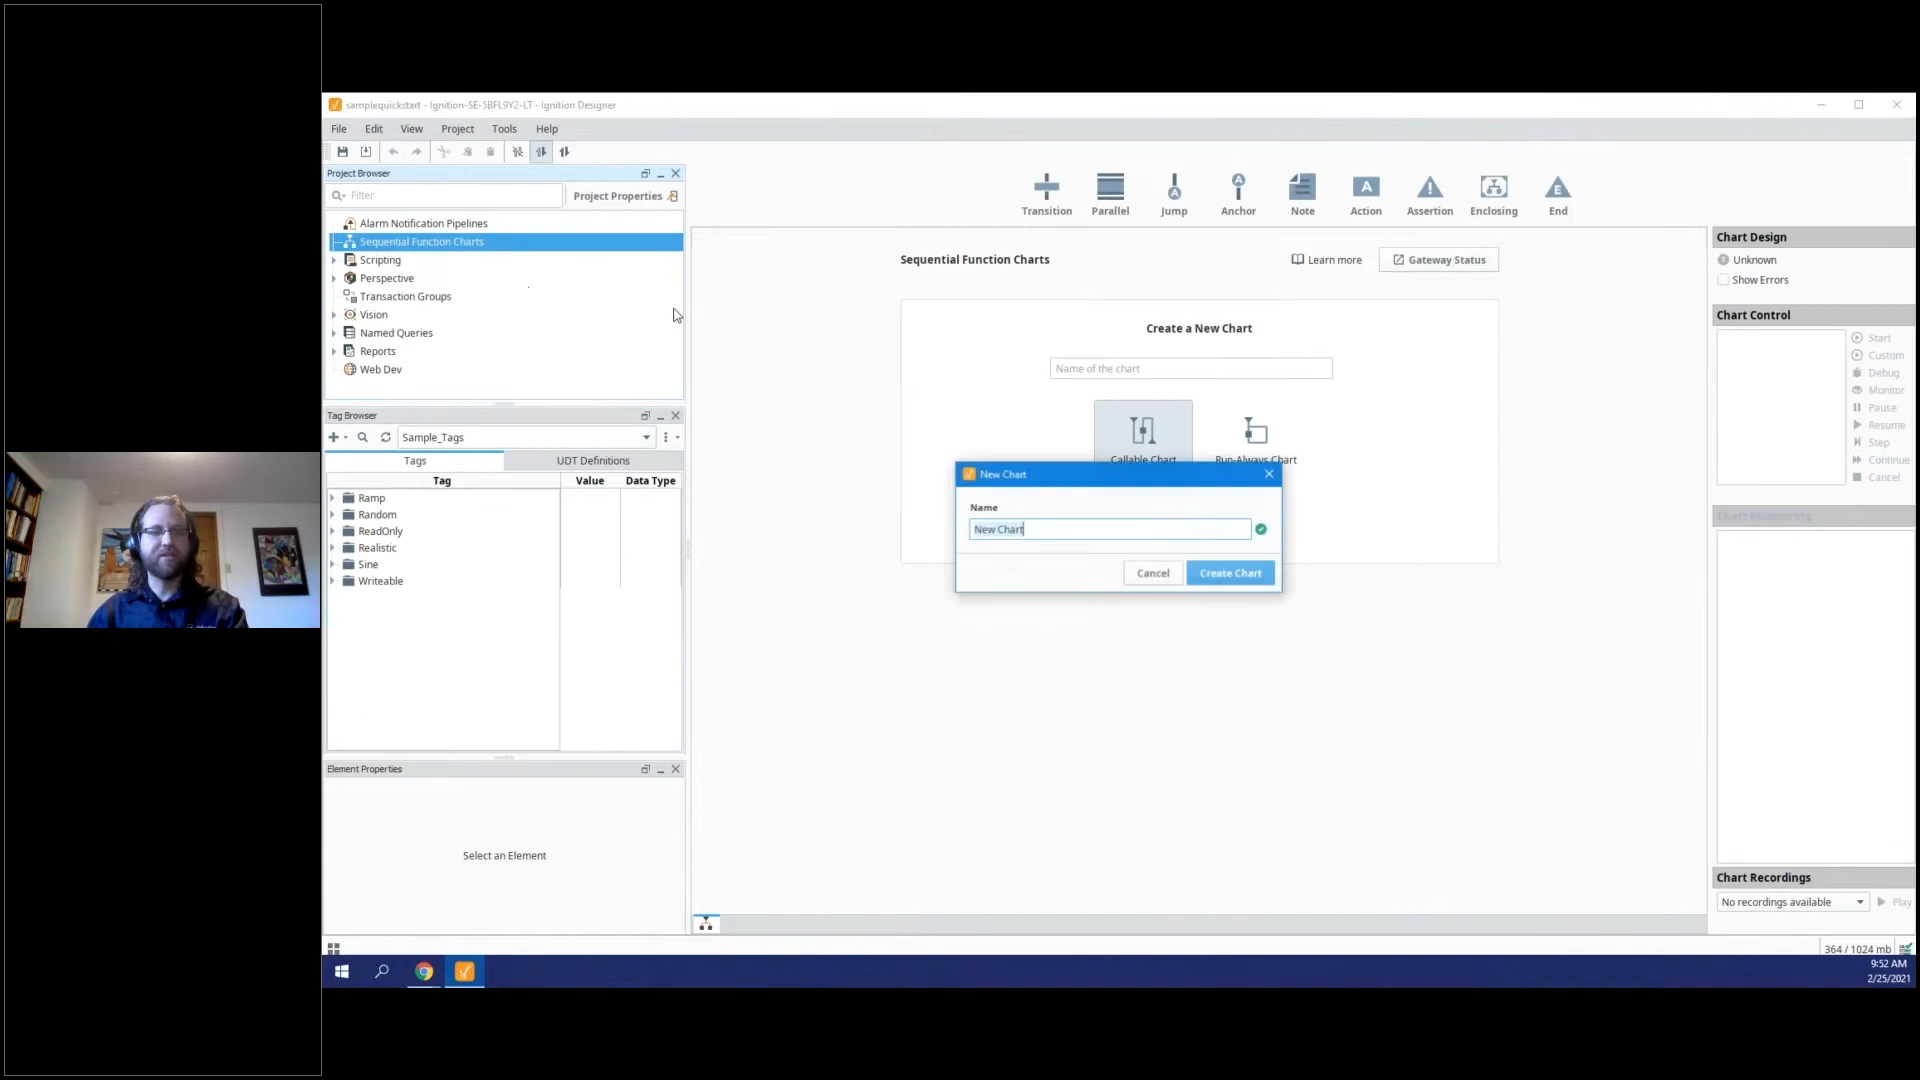 samplequickstart - Ignition-SE-5BFL9Y2-LT - Ignition Designer
File Edit View Project Tools Help
Project Browser
Filter
Project Properties
Alarm Notification Pipelines
Sequential Function Charts
Scripting
Perspective
Transaction Groups
Vision
Named Queries
Reports
Web Dev
Tag Browser
Sample_Tags
Tags UDT Definitions
Tag Value Data Type
Ramp
Random
ReadOnly
Realistic
Sine
Writeable
Element Properties
Select an Element
Transition Parallel Jump Anchor Note Action Assertion Enclosing End
Sequential Function Charts
Learn more
Gateway Status
Create a New Chart
Name of the chart
Callable Chart Run-Always Chart
New Chart
Name
New Chart
Cancel Create Chart
Chart Design
Unknown
Show Errors
Chart Control
Start
Custom
Debug
Monitor
Pause
Resume
Step
Continue
Cancel
Chart Monitoring
Chart Recordings
No recordings available Play
364 / 1024 mb
9:52 AM
2/25/2021